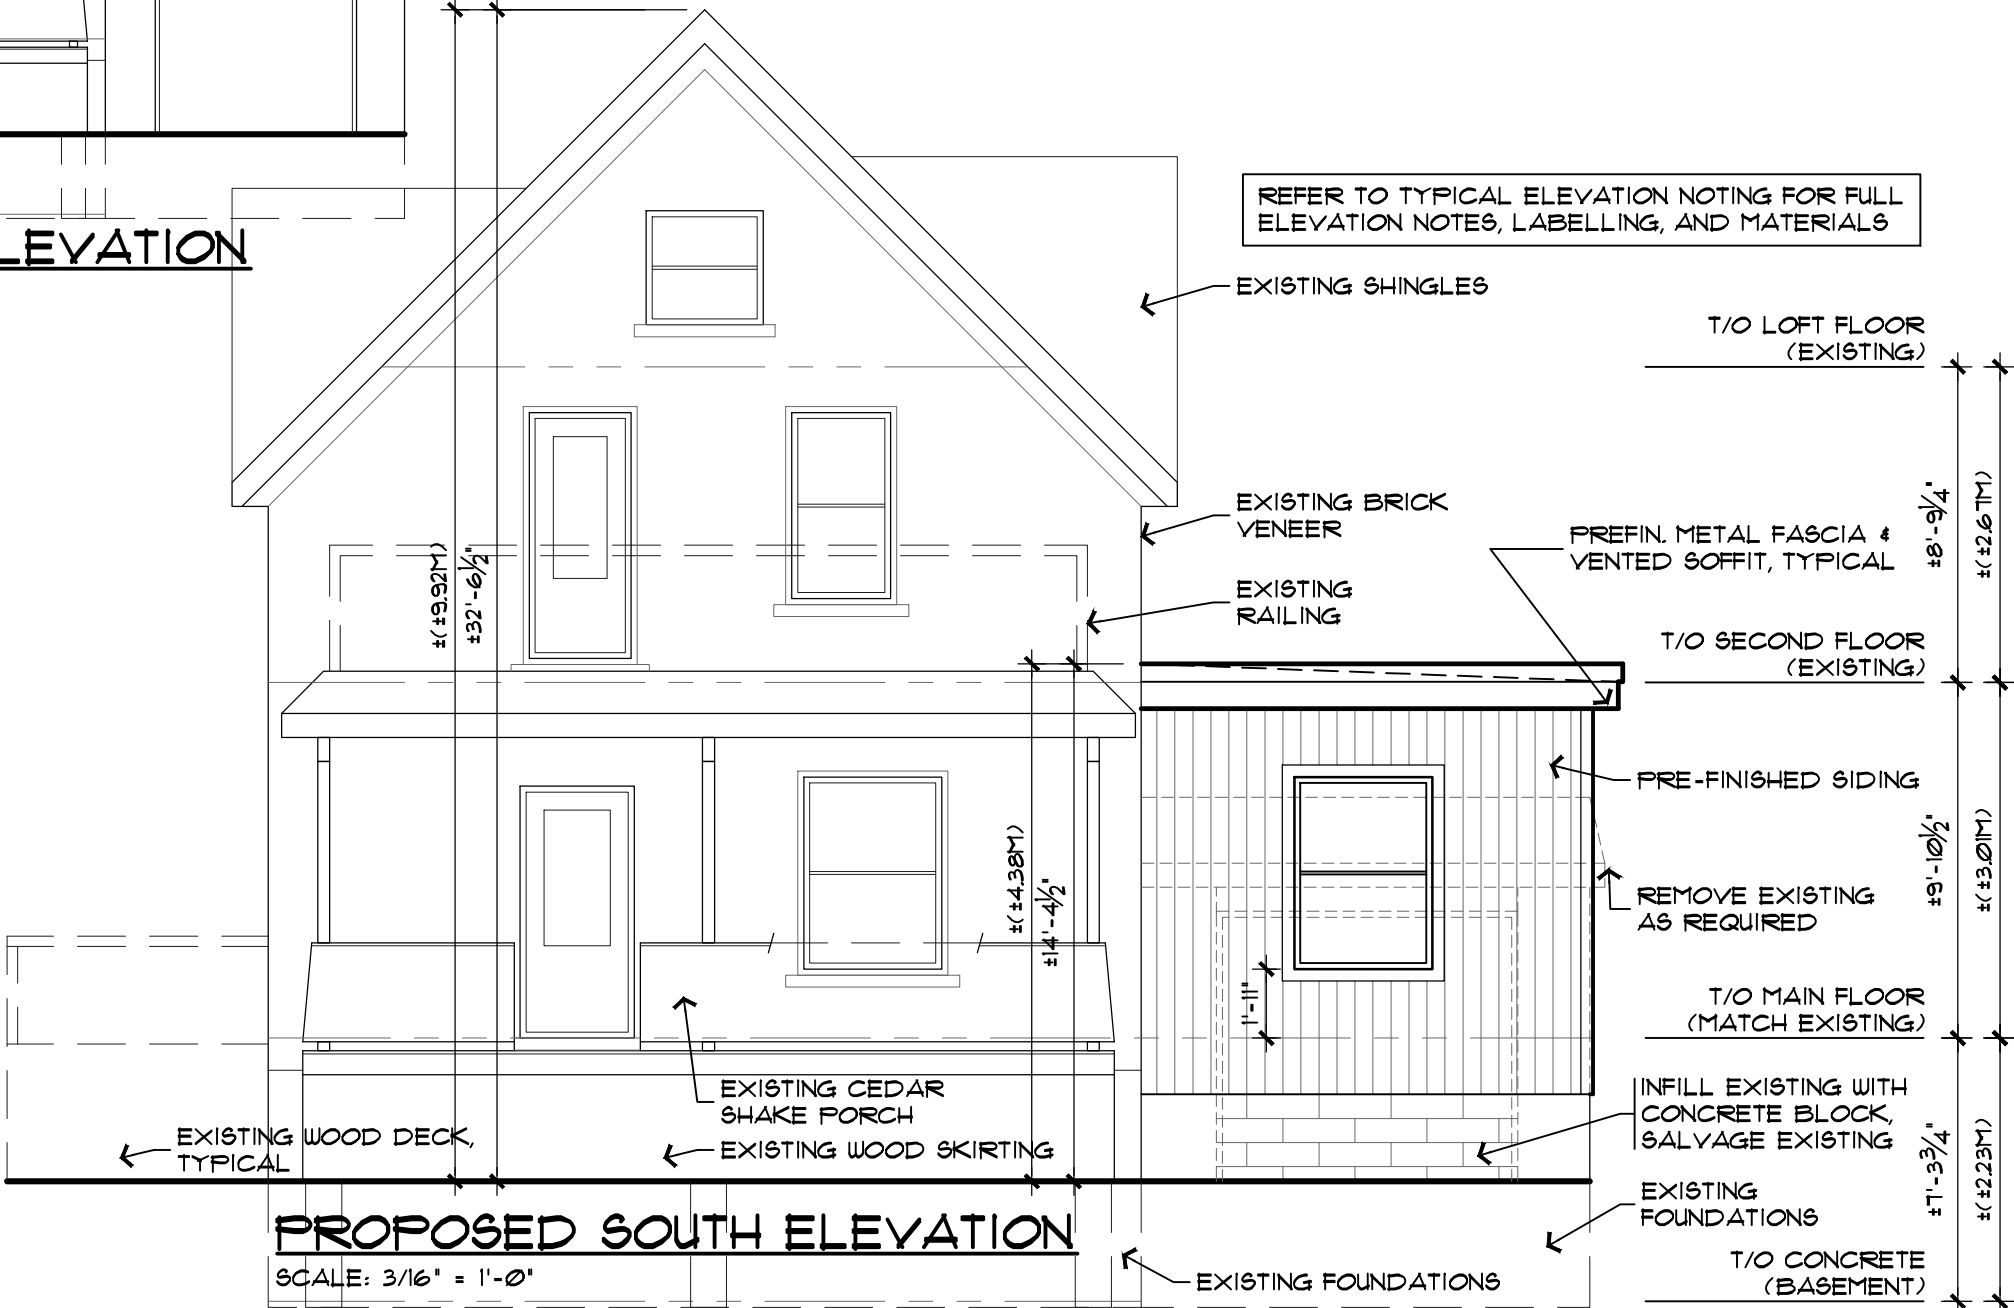 LEVATION
REFER TO TYPICAL ELEVATION NOTING FOR FULL
ELEVATION NOTES, LABELLING, AND MATERIALS
EXISTING SHINGLES
T/O LOFT FLOOR
(EXISTING)
EXISTING BRICK
VENEER
PREFIN. METAL FASCIA &
VENTED SOFFIT, TYPICAL
±8'-9¼"
±(±2.67M)
±(±9.92M)
±32'-6½"
EXISTING
RAILING
T/O SECOND FLOOR
(EXISTING)
PRE-FINISHED SIDING
±(±4.38M)
±14'-4½"
±9'-10½"
±(±3.01M)
REMOVE EXISTING
AS REQUIRED
1'-11"
T/O MAIN FLOOR
(MATCH EXISTING)
EXISTING CEDAR
SHAKE PORCH
INFILL EXISTING WITH
CONCRETE BLOCK,
SALVAGE EXISTING
EXISTING WOOD DECK,
TYPICAL
EXISTING WOOD SKIRTING
±7'-3¾"
±(±2.23M)
EXISTING
FOUNDATIONS
PROPOSED SOUTH ELEVATION
SCALE: 3/16" = 1'-0"
EXISTING FOUNDATIONS
T/O CONCRETE
(BASEMENT)